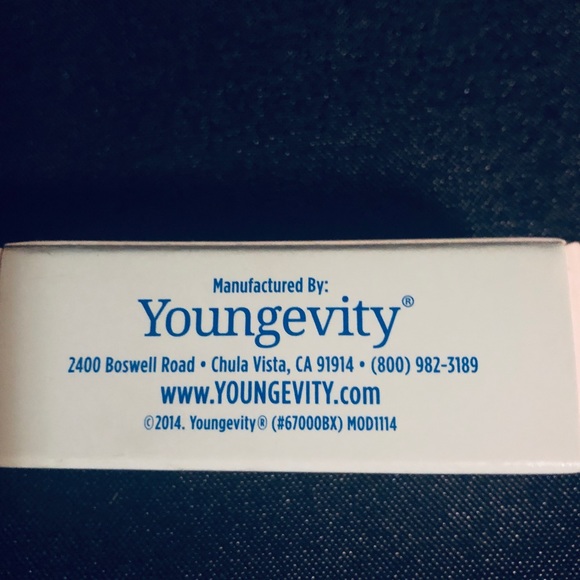 Manufactured By:
Youngevity®
2400 Boswell Road • Chula Vista, CA 91914 • (800) 982-3189
www.YOUNGEVITY.com
©2014. Youngevity® (#67000BX) MOD1114